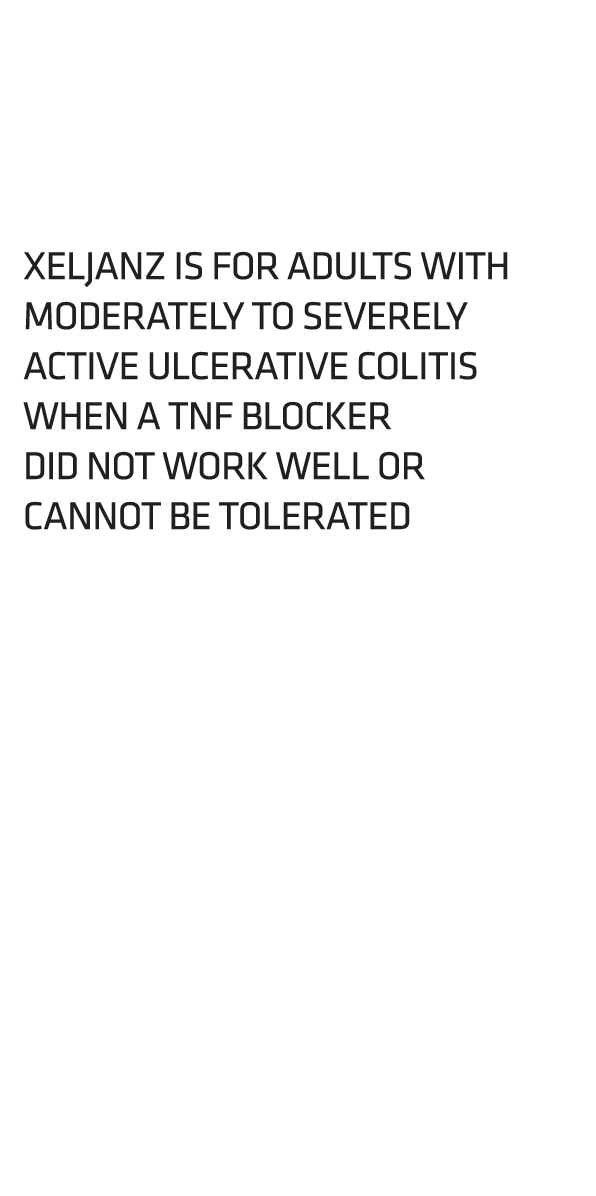 XELJANZ IS FOR ADULTS WITH
MODERATELY TO SEVERELY
ACTIVE ULCERATIVE COLITIS
WHEN A TNF BLOCKER
DID NOT WORK WELL OR
CANNOT BE TOLERATED